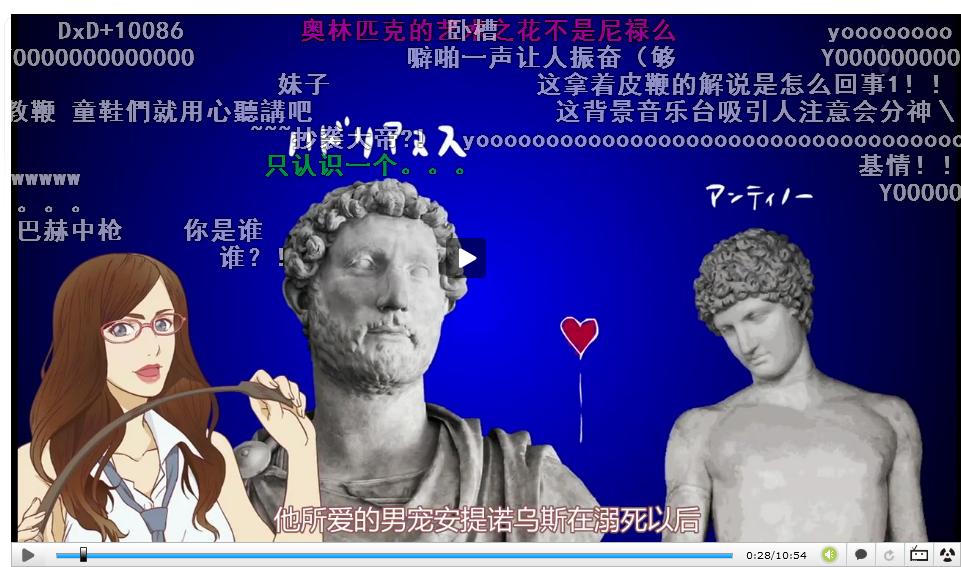 DxD+10086
奥林匹克的艺术之花不是尼禄么
卧槽
yoooooooo
Y0000000000000
噼啪一声让人振奋（够
Y000000000
妹子
这拿着皮鞭的解说是怎么回事1！！
教鞭 童鞋們就用心聽講吧
这背景音乐台吸引人注意会分神＼
~~~抄袭大帝?!
ハドリアヌス
只认识一个。。。
基情！！
wwwww
アンティノー
Y00000
。。。
巴赫中枪
你是谁
谁？！
他所爱的男宠安提诺乌斯在溺死以后
0:28/10:54